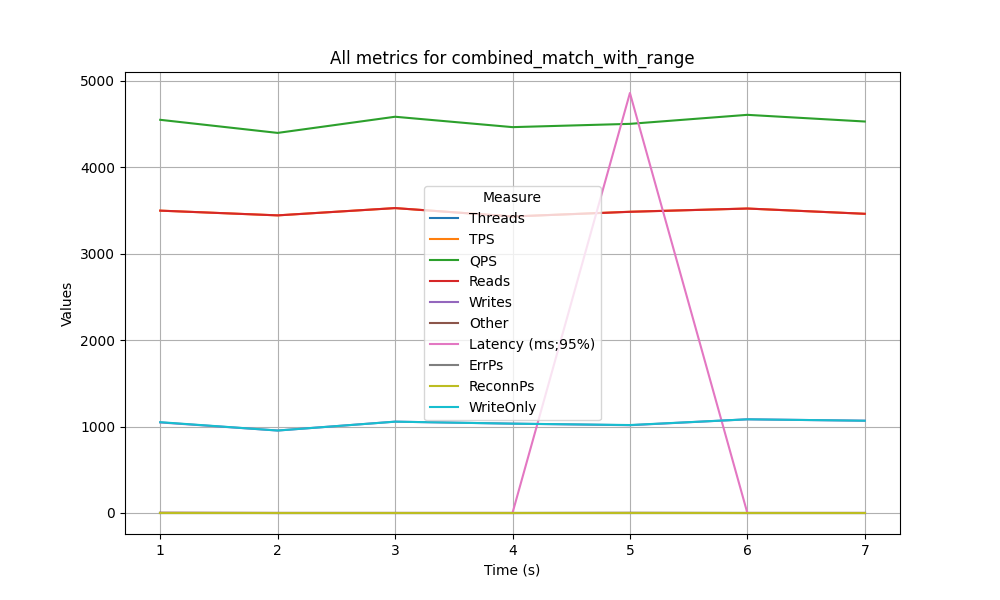 All metrics for combined_match_with_range
5000
4000
3000
2000
1000
0
Values
Measure
Threads
TPS
QPS
Reads
Writes
Other
Latency (ms;95%)
ErrPs
ReconnPs
WriteOnly
1 2 3 4 5 6 7
Time (s)